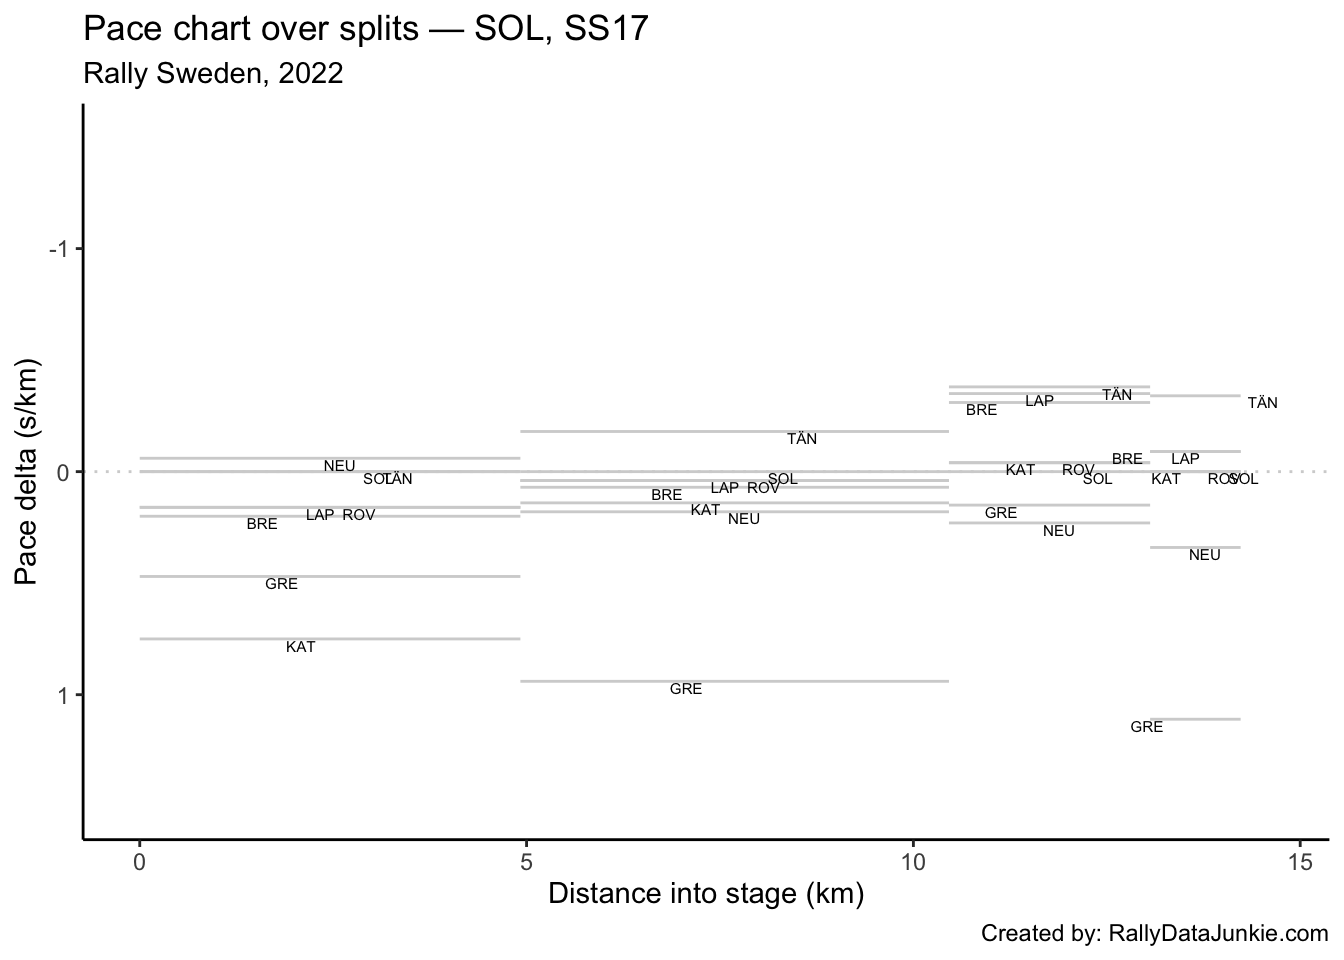 Pace chart over splits — SOL, SS17
Rally Sweden, 2022
Pace delta (s/km)
-1
0
1
NEU
SOL
TÄN
LAP
ROV
BRE
GRE
KAT
TÄN
SOL
LAP
ROV
BRE
KAT
NEU
GRE
TÄN
LAP
BRE
KAT
ROV
SOL
GRE
NEU
TÄN
BRE
LAP
KAT
ROV
SOL
NEU
GRE
0
5
10
15
Distance into stage (km)
Created by: RallyDataJunkie.com